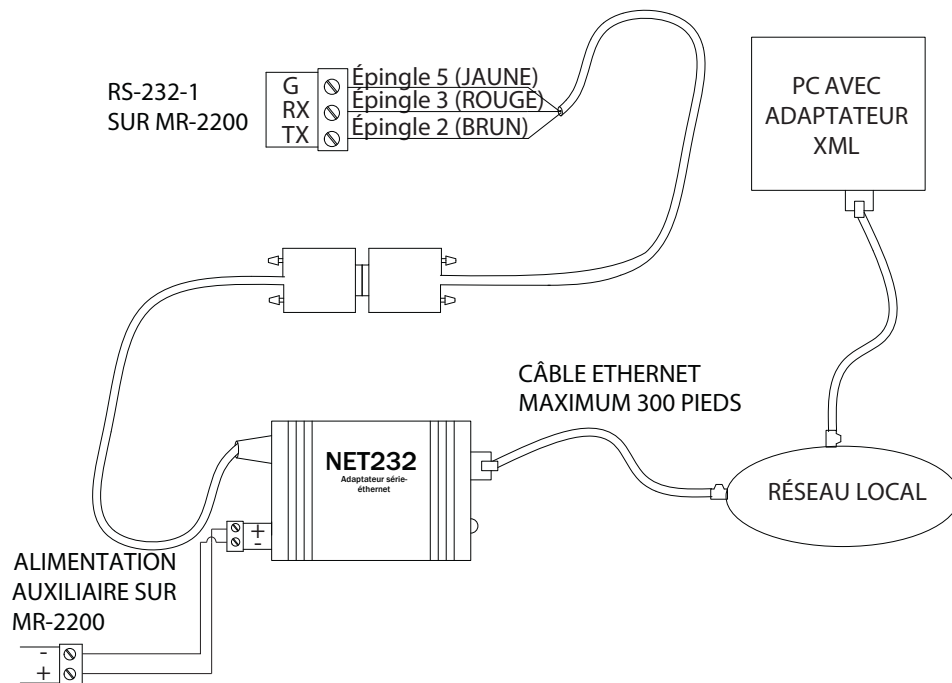 RS-232-1
SUR MR-2200
G
RX
TX
Épingle 5 (JAUNE)
Épingle 3 (ROUGE)
Épingle 2 (BRUN)
PC AVEC
ADAPTATEUR
XML
CÂBLE ETHERNET
MAXIMUM 300 PIEDS
NET232
Adaptateur série-
éthernet
+
-
RÉSEAU LOCAL
ALIMENTATION
AUXILIAIRE SUR
MR-2200
-
+